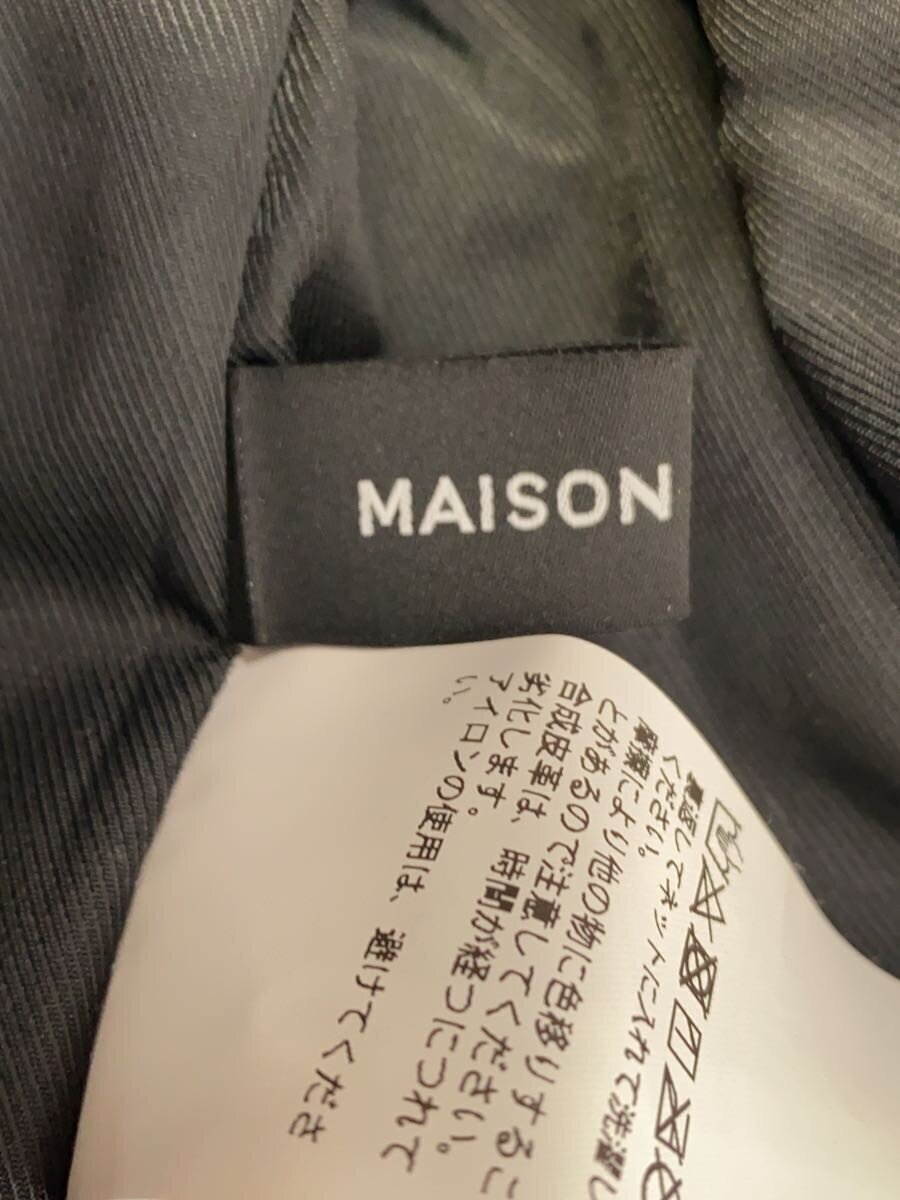 MAISON
裏返してネットに入れて洗濯し
ください。
摩擦により他の物に色移りするこ
とがあるので注意してください。
合成皮革は、時間が経つにつれて
劣化します。
アイロンの使用は、避けてくださ
い。